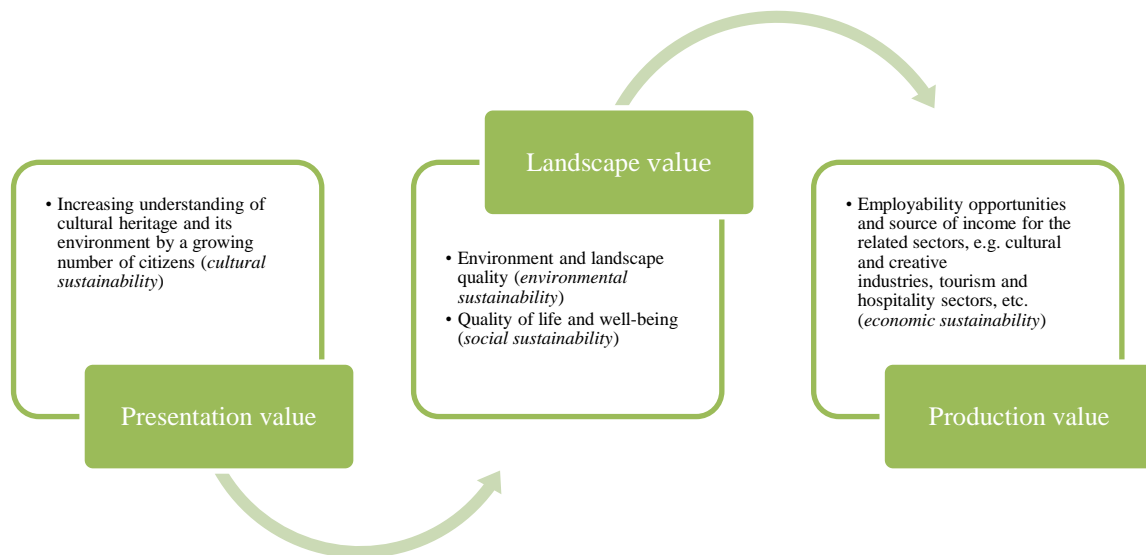 • Increasing understanding of
cultural heritage and its
environment by a growing
number of citizens (cultural
sustainability)
Presentation value
Landscape value
• Environment and landscape
quality (environmental
sustainability)
• Quality of life and well-being
(social sustainability)
• Employability opportunities
and source of income for the
related sectors, e.g. cultural
and creative
industries, tourism and
hospitality sectors, etc.
(economic sustainability)
Production value